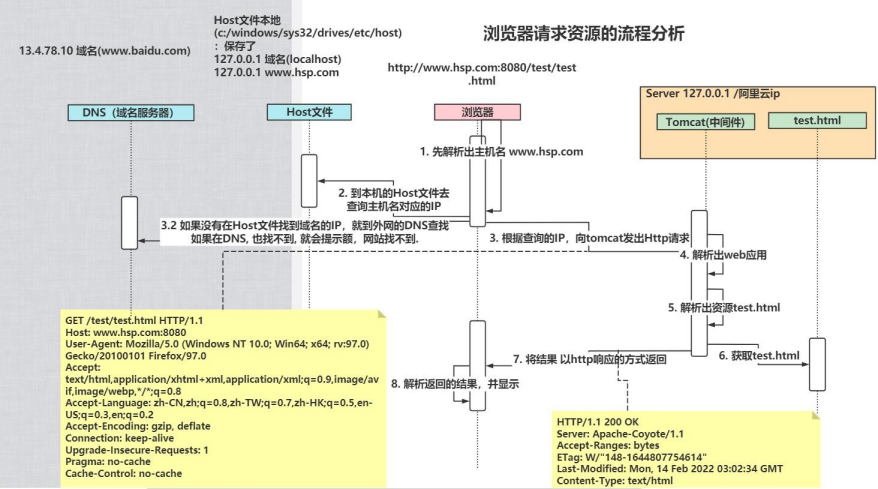 浏览器请求资源的流程分析
13.4.78.10 域名(www.baidu.com)
Host文件本地
(c:/windows/sys32/drives/etc/host)
：保存了
127.0.0.1 域名(localhost)
127.0.0.1 www.hsp.com
http://www.hsp.com:8080/test/test
.html
Server 127.0.0.1 /阿里云ip
DNS（域名服务器）
Host文件
浏览器
Tomcat(中间件)
test.html
1. 先解析出主机名 www.hsp.com
2. 到本机的Host文件去
查询主机名对应的IP
3.2 如果没有在Host文件找到域名的IP，就到外网的DNS查找
如果在DNS, 也找不到, 就会提示额，网站找不到.
3. 根据查询的IP，向tomcat发出Http请求
4. 解析出web应用
5. 解析出资源test.html
6. 获取test.html
7. 将结果 以http响应的方式返回
8. 解析返回的结果，并显示
GET /test/test.html HTTP/1.1
Host: www.hsp.com:8080
User-Agent: Mozilla/5.0 (Windows NT 10.0; Win64; x64; rv:97.0)
Gecko/20100101 Firefox/97.0
Accept:
text/html,application/xhtml+xml,application/xml;q=0.9,image/av
if,image/webp,*/*;q=0.8
Accept-Language: zh-CN,zh;q=0.8,zh-TW;q=0.7,zh-HK;q=0.5,en-
US;q=0.3,en;q=0.2
Accept-Encoding: gzip, deflate
Connection: keep-alive
Upgrade-Insecure-Requests: 1
Pragma: no-cache
Cache-Control: no-cache
HTTP/1.1 200 OK
Server: Apache-Coyote/1.1
Accept-Ranges: bytes
ETag: W/"148-1644807754614"
Last-Modified: Mon, 14 Feb 2022 03:02:34 GMT
Content-Type: text/html